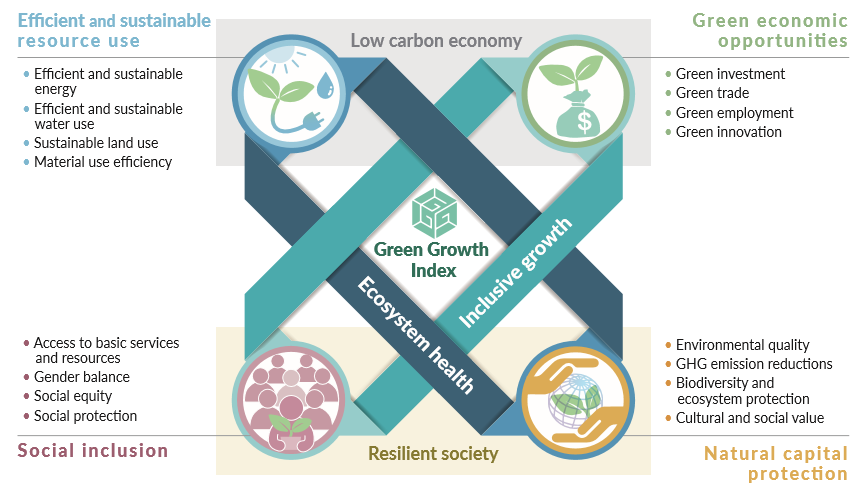 Efficient and sustainable
resource use
Low carbon economy
Green economic
opportunities
• Efficient and sustainable
energy
• Efficient and sustainable
water use
• Sustainable land use
• Material use efficiency
• Green investment
• Green trade
• Green employment
• Green innovation
$
GGGI
Green Growth
Index
Ecosystem health
Inclusive growth
• Access to basic services
and resources
• Gender balance
• Social equity
• Social protection
• Environmental quality
• GHG emission reductions
• Biodiversity and
ecosystem protection
• Cultural and social value
Social inclusion
Resilient society
Natural capital
protection